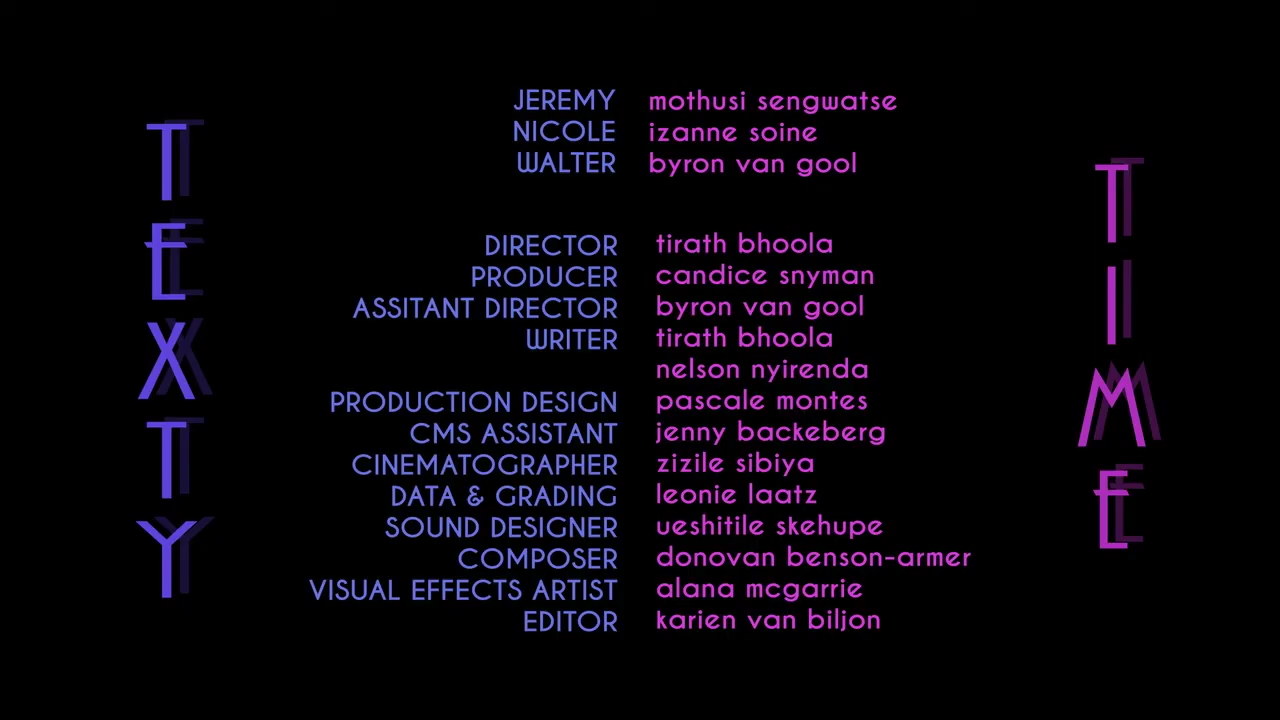 TEXTY
JEREMY mothusi sengwatse
NICOLE izanne soine
WALTER byron van gool
DIRECTOR tirath bhoola
PRODUCER candice snyman
ASSITANT DIRECTOR byron van gool
WRITER tirath bhoola
nelson nyirenda
PRODUCTION DESIGN pascale montes
CMS ASSISTANT jenny backeberg
CINEMATOGRAPHER zizile sibiya
DATA & GRADING leonie laatz
SOUND DESIGNER ueshitile skehupe
COMPOSER donovan benson-armer
VISUAL EFFECTS ARTIST alana mcgarrie
EDITOR karien van biljon
TIME